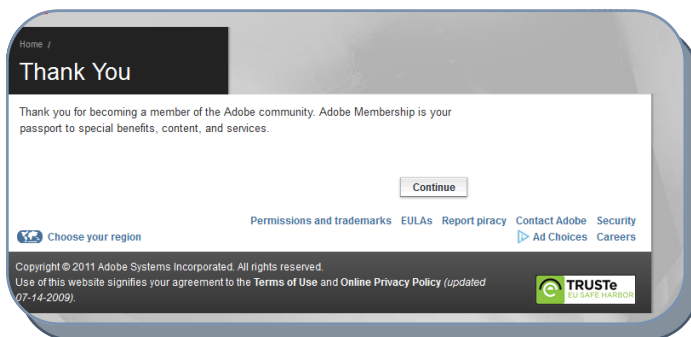 Home /
Thank You
Thank you for becoming a member of the Adobe community. Adobe Membership is your
passport to special benefits, content, and services.
Continue
Permissions and trademarks EULAs Report piracy Contact Adobe Security
Choose your region Ad Choices Careers
Copyright © 2011 Adobe Systems Incorporated. All rights reserved.
Use of this website signifies your agreement to the Terms of Use and Online Privacy Policy (updated
07-14-2009).
TRUSTe
EU SAFE HARBOR